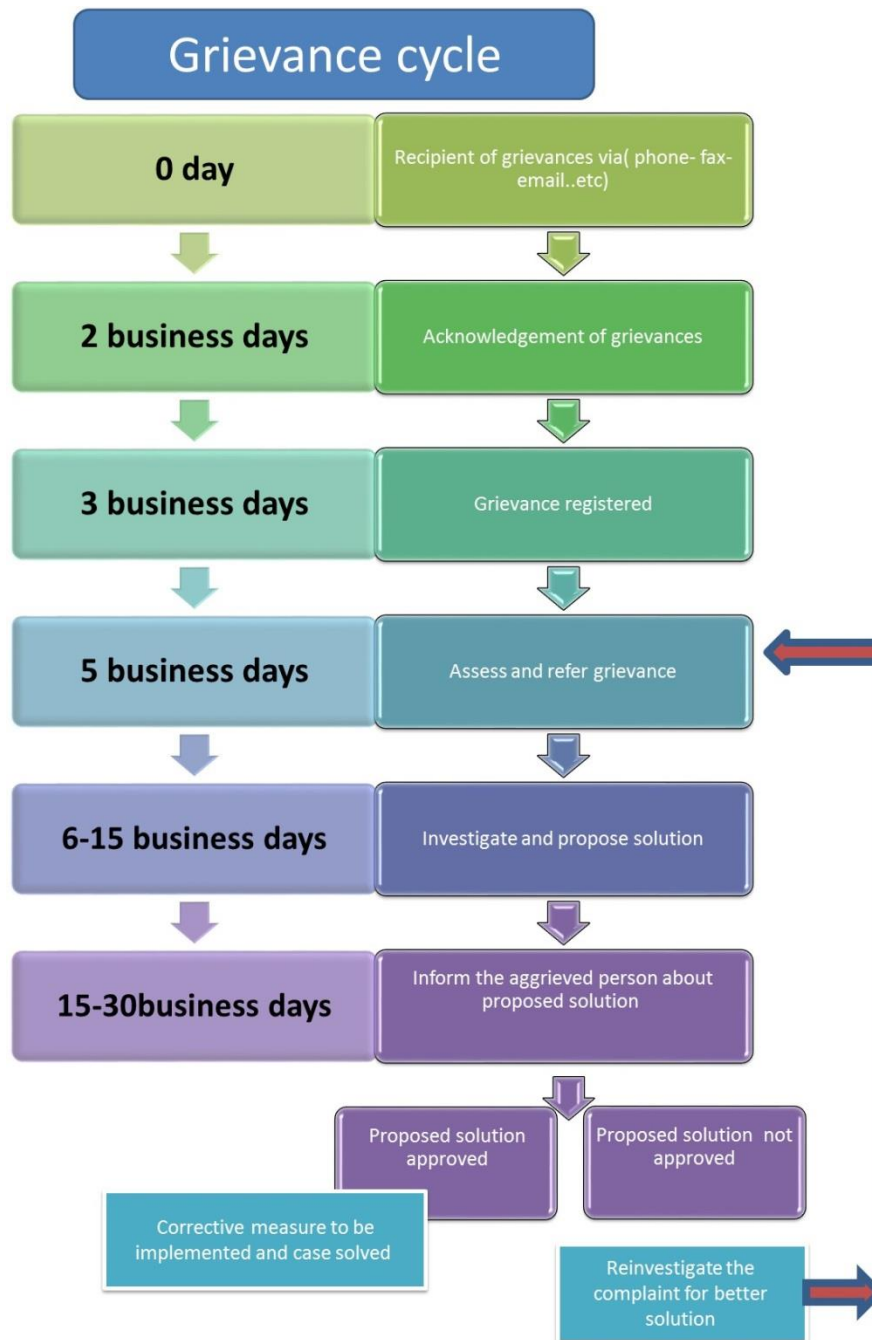 Grievance cycle
0 day
Recipient of grievances via( phone- fax-
email..etc)
2 business days
Acknowledgement of grievances
3 business days
Grievance registered
5 business days
Assess and refer grievance
6-15 business days
Investigate and propose solution
15-30business days
Inform the aggrieved person about
proposed solution
Proposed solution
approved
Proposed solution  not
approved
Corrective measure to be
implemented and case solved
Reinvestigate the
complaint for better
solution